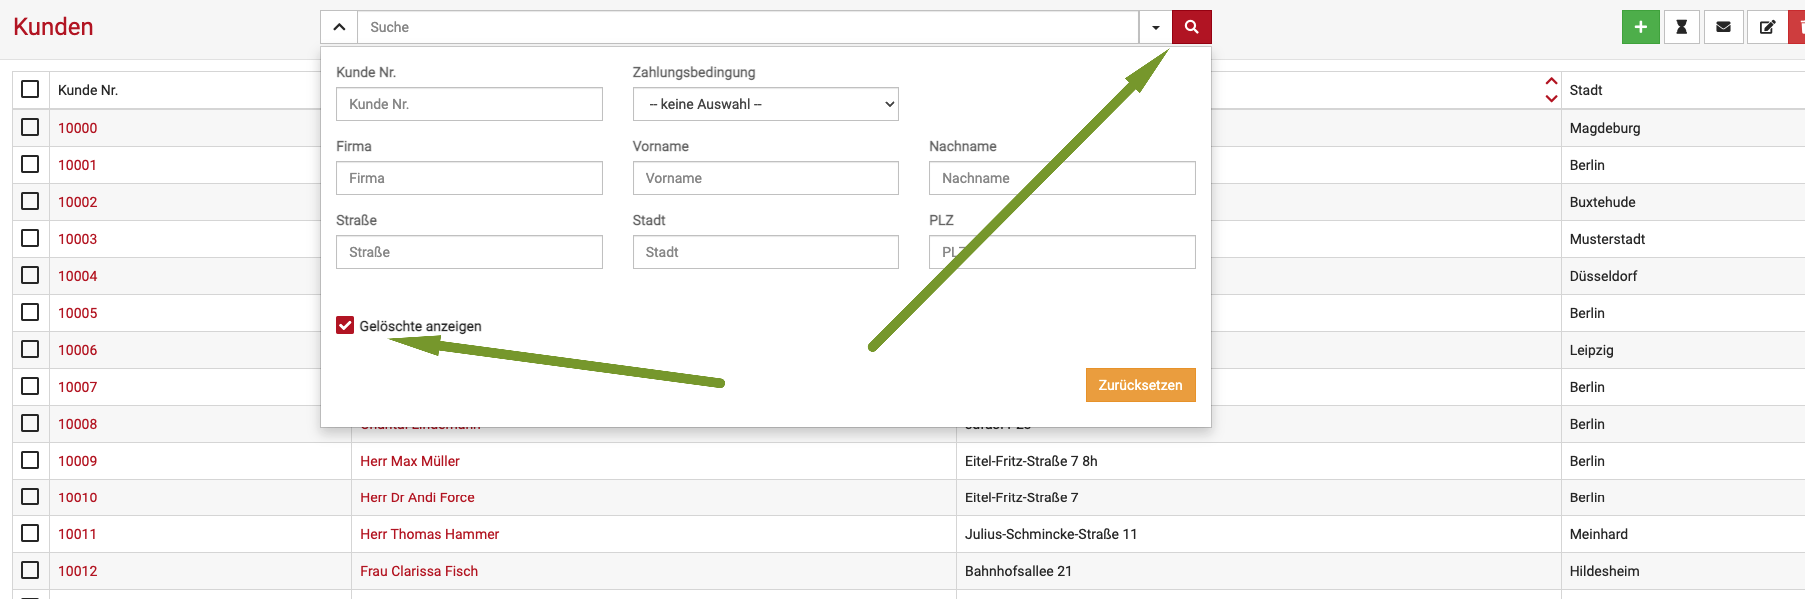 Kunden
Suche
Kunde Nr.
Zahlungsbedingung
Kunde Nr.
-- keine Auswahl --
Firma
Vorname
Nachname
Firma
Vorname
Nachname
Straße
Stadt
PLZ
Straße
Stadt
PLZ
Gelöschte anzeigen
Zurücksetzen
Kunde Nr.
Stadt
10000
Magdeburg
10001
Berlin
10002
Buxtehude
10003
Musterstadt
10004
Düsseldorf
10005
Berlin
10006
Leipzig
10007
Berlin
10008
Berlin
10009 Herr Max Müller Eitel-Fritz-Straße 7 8h Berlin
10010 Herr Dr Andi Force Eitel-Fritz-Straße 7 Berlin
10011 Herr Thomas Hammer Julius-Schmincke-Straße 11 Meinhard
10012 Frau Clarissa Fisch Bahnhofsallee 21 Hildesheim